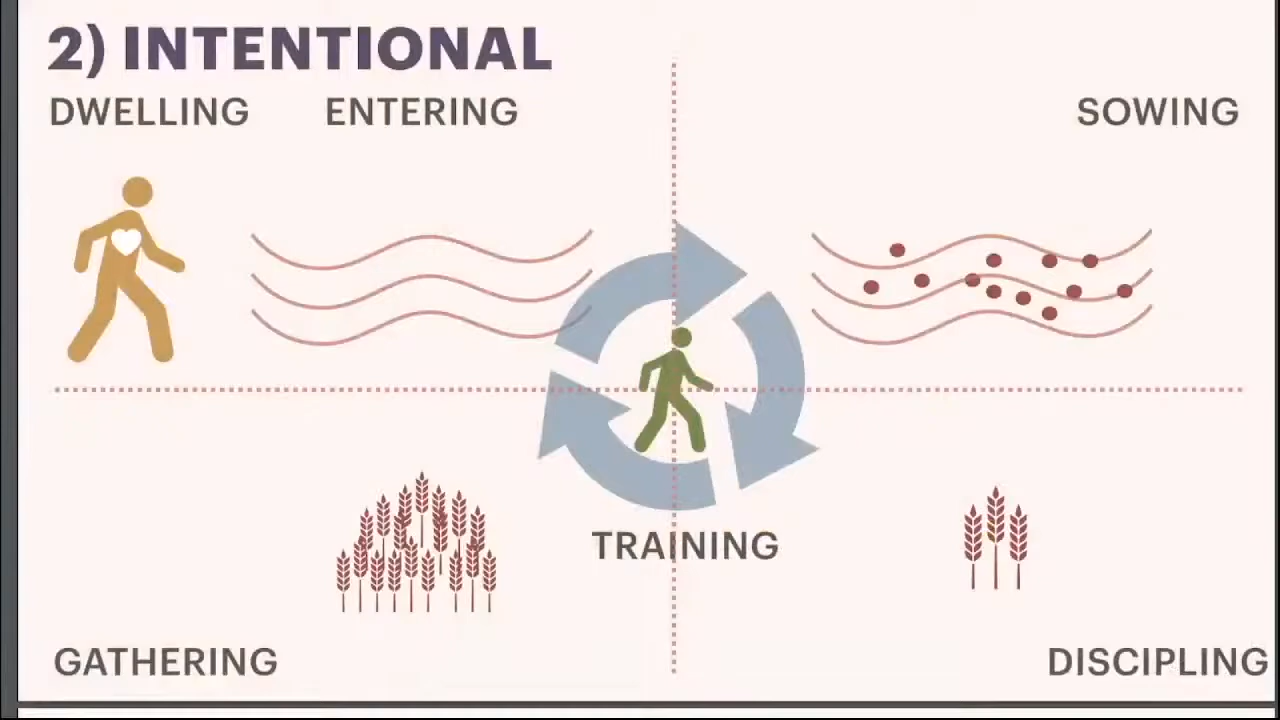 2) INTENTIONAL
DWELLING ENTERING SOWING
TRAINING
GATHERING DISCIPLING